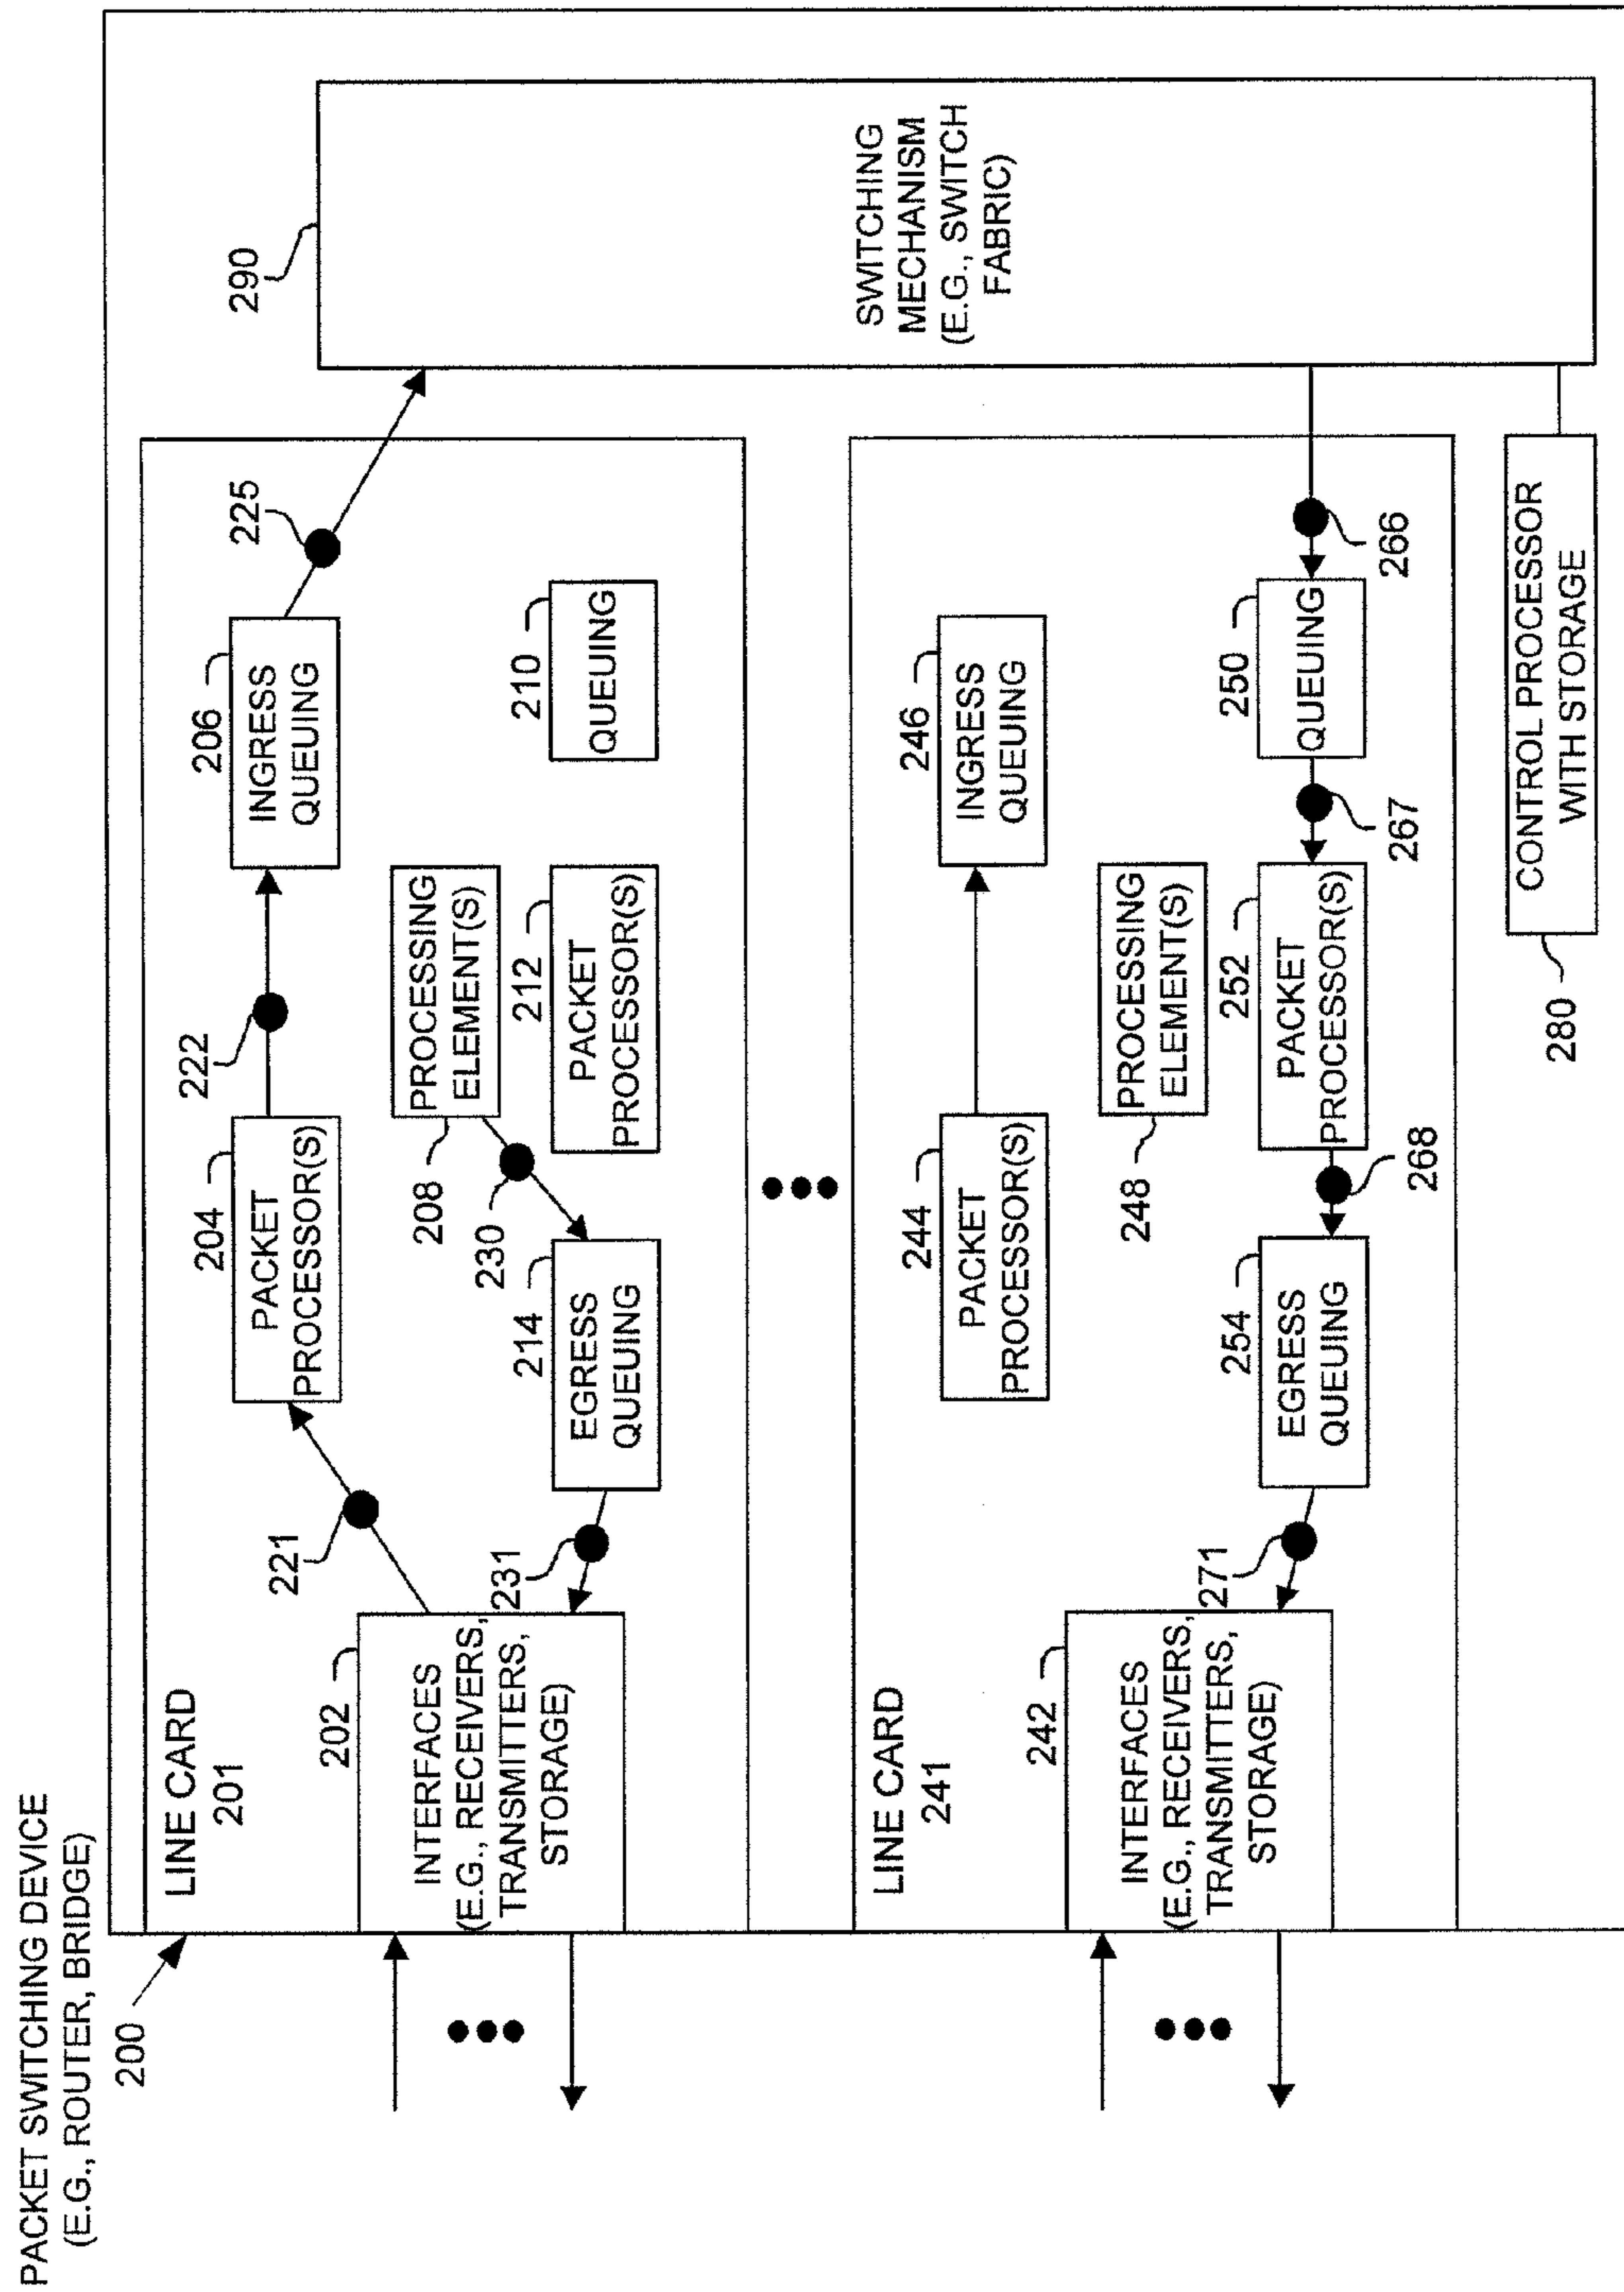 PACKET SWITCHING DEVICE
(E.G., ROUTER, BRIDGE)
200
LINE CARD
201
202
INTERFACES
(E.G., RECEIVERS,
TRANSMITTERS,
STORAGE)
221
204
PACKET
PROCESSOR(S)
222
206
INGRESS
QUEUING
225
208
PROCESSING
ELEMENT(S)
230
231
214
EGRESS
QUEUING
212
PACKET
PROCESSOR(S)
210
QUEUING
290
SWITCHING
MECHANISM
(E.G., SWITCH
FABRIC)
LINE CARD
241
242
INTERFACES
(E.G., RECEIVERS,
TRANSMITTERS,
STORAGE)
244
PACKET
PROCESSOR(S)
246
INGRESS
QUEUING
248
PROCESSING
ELEMENT(S)
271
254
EGRESS
QUEUING
268
252
PACKET
PROCESSOR(S)
267
250
QUEUING
266
280
CONTROL PROCESSOR
WITH STORAGE